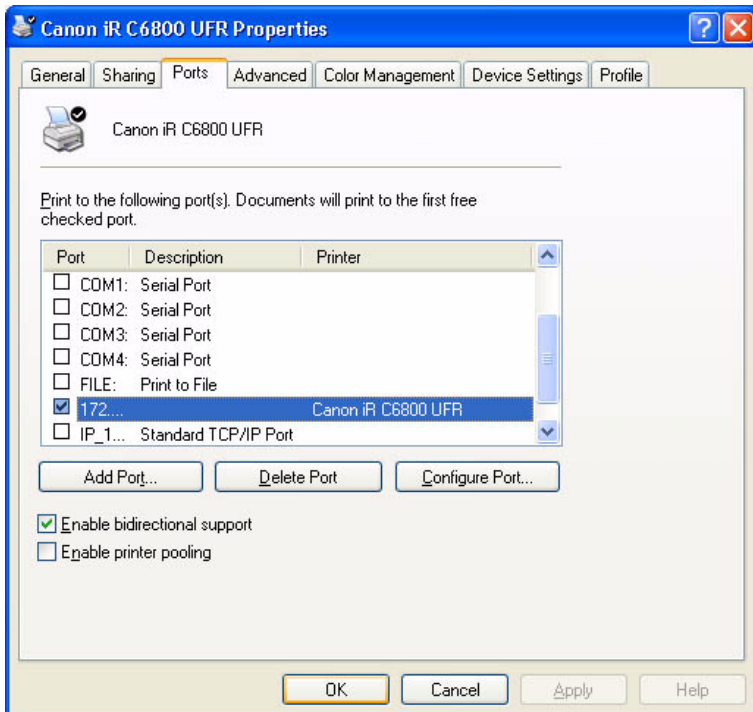 Canon iR C6800 UFR Properties
General Sharing Ports Advanced Color Management Device Settings Profile
Canon iR C6800 UFR
Print to the following port(s). Documents will print to the first free
checked port.
Port Description Printer
COM1: Serial Port
COM2: Serial Port
COM3: Serial Port
COM4: Serial Port
FILE: Print to File
172.... Canon iR C6800 UFR
IP_1... Standard TCP/IP Port
Add Port... Delete Port Configure Port...
Enable bidirectional support
Enable printer pooling
OK Cancel Apply Help